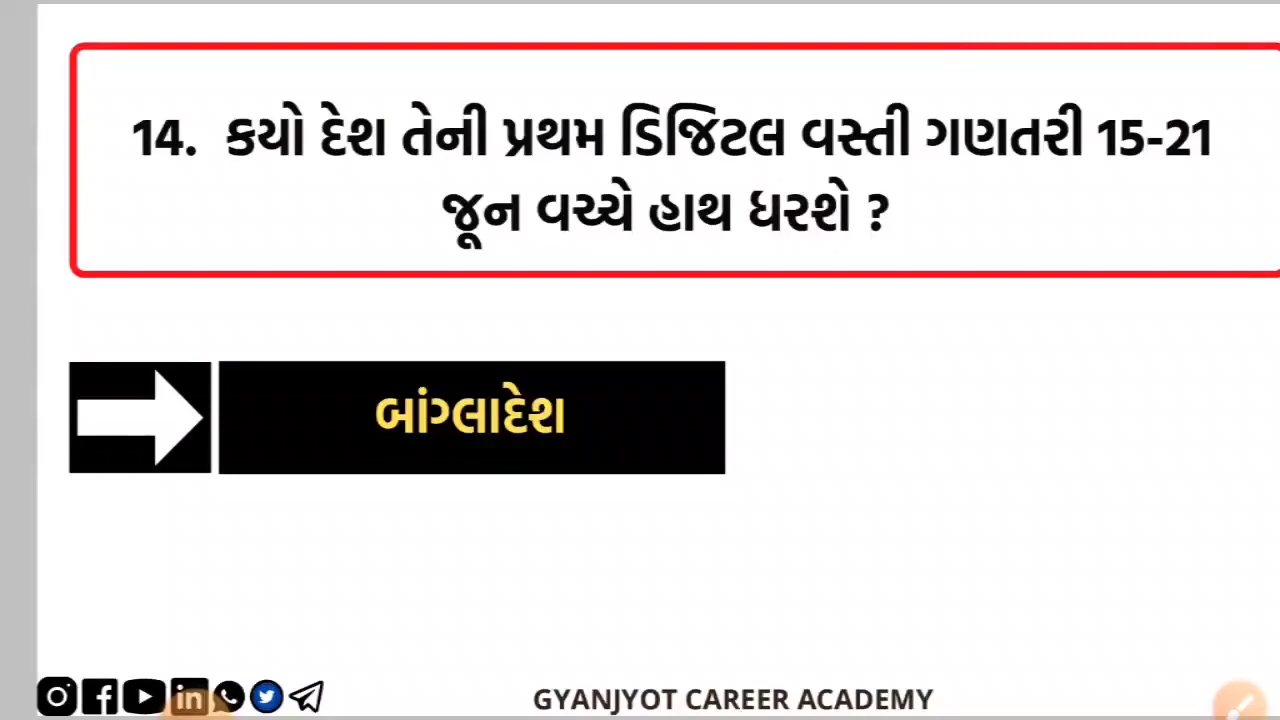 14. કયો દેશ તેની પ્રથમ ડિજિટલ વસ્તી ગણતરી 15-21
જૂન વચ્ચે હાથ ધરશે ?
બાંગ્લાદેશ
GYANJYOT CAREER ACADEMY